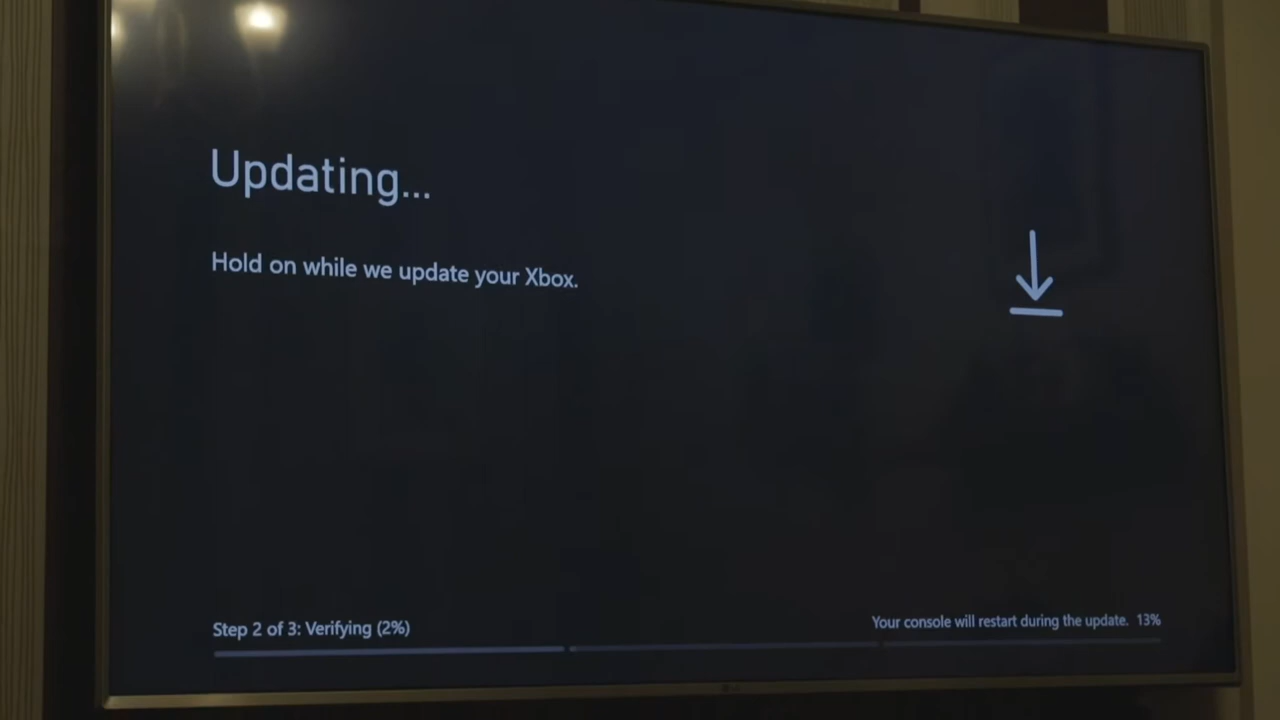 Updating...
Hold on while we update your Xbox.
Step 2 of 3: Verifying (2%)
Your console will restart during the update. 13%